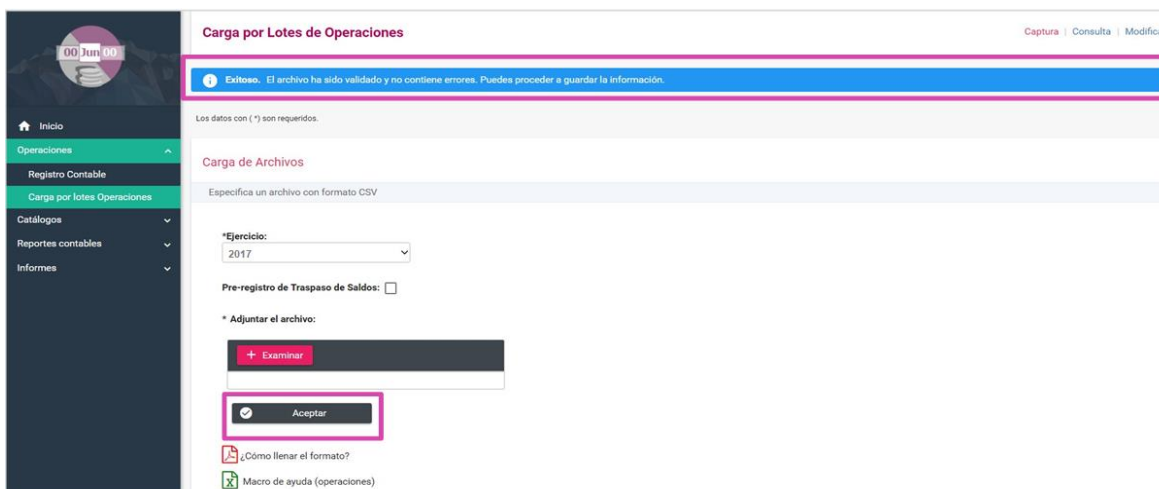 Carga por Lotes de Operaciones
Captura | Consulta | Modific
00 Jun 00
Exitoso. El archivo ha sido validado y no contiene errores. Puedes proceder a guardar la información.
Inicio
Los datos con ( *) son requeridos.
Operaciones
Registro Contable
Carga por lotes Operaciones
Catálogos
Reportes contables
Informes
Carga de Archivos
Especifica un archivo con formato CSV
*Ejercicio:
2017
Pre-registro de Traspaso de Saldos:
* Adjuntar el archivo:
+ Examinar
Aceptar
¿Cómo llenar el formato?
Macro de ayuda (operaciones)